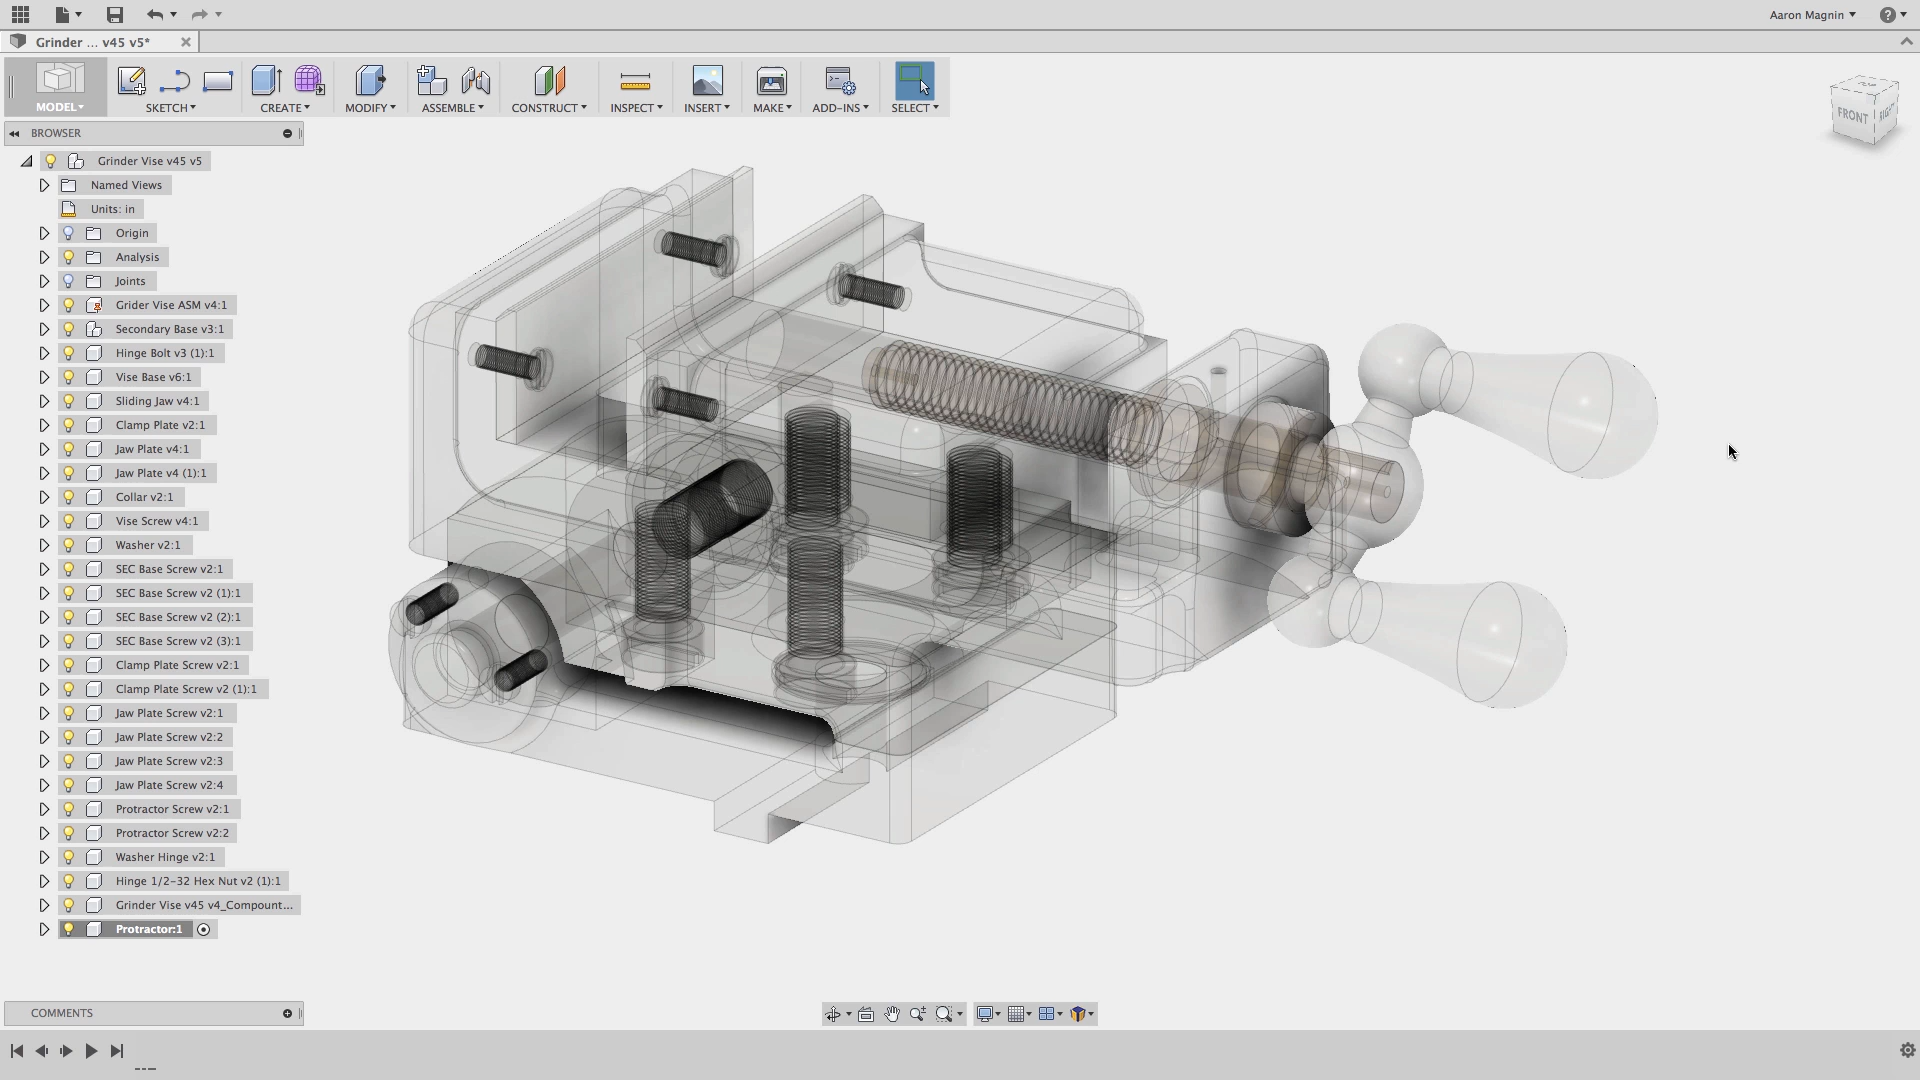 Aaron Magnin
Grinder ... v45 v5*
MODEL
SKETCH
CREATE
MODIFY
ASSEMBLE
CONSTRUCT
INSPECT
INSERT
MAKE
ADD-INS
SELECT
FRONT
RIGHT
BROWSER
Grinder Vise v45 v5
Named Views
Units: in
Origin
Analysis
Joints
Grider Vise ASM v4:1
Secondary Base v3:1
Hinge Bolt v3 (1):1
Vise Base v6:1
Sliding Jaw v4:1
Clamp Plate v2:1
Jaw Plate v4:1
Jaw Plate v4 (1):1
Collar v2:1
Vise Screw v4:1
Washer v2:1
SEC Base Screw v2:1
SEC Base Screw v2 (1):1
SEC Base Screw v2 (2):1
SEC Base Screw v2 (3):1
Clamp Plate Screw v2:1
Clamp Plate Screw v2 (1):1
Jaw Plate Screw v2:1
Jaw Plate Screw v2:2
Jaw Plate Screw v2:3
Jaw Plate Screw v2:4
Protractor Screw v2:1
Protractor Screw v2:2
Washer Hinge v2:1
Hinge 1/2-32 Hex Nut v2 (1):1
Grinder Vise v45 v4_Compount...
Protractor:1
COMMENTS